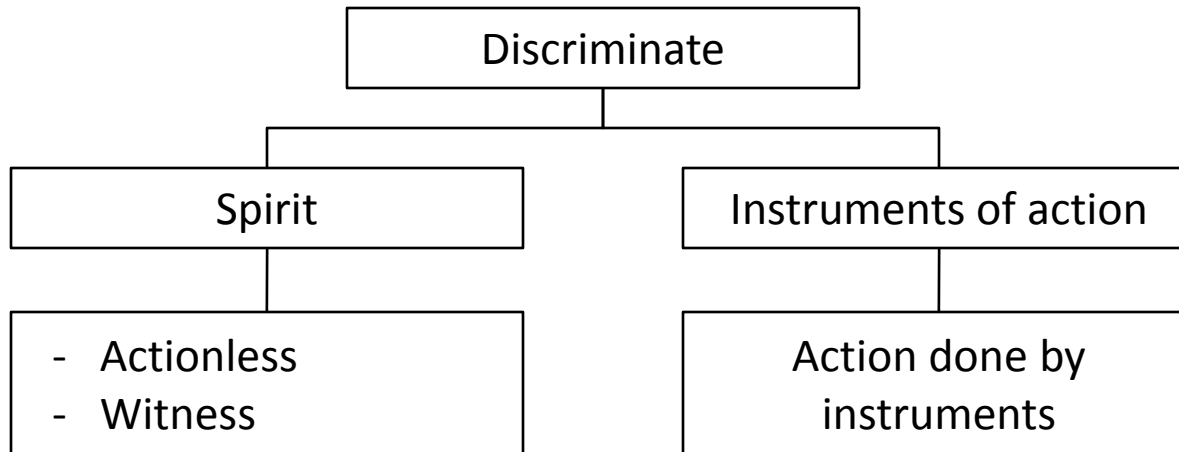 Discriminate
Spirit
Instruments of action
- Actionless
- Witness
Action done by
instruments